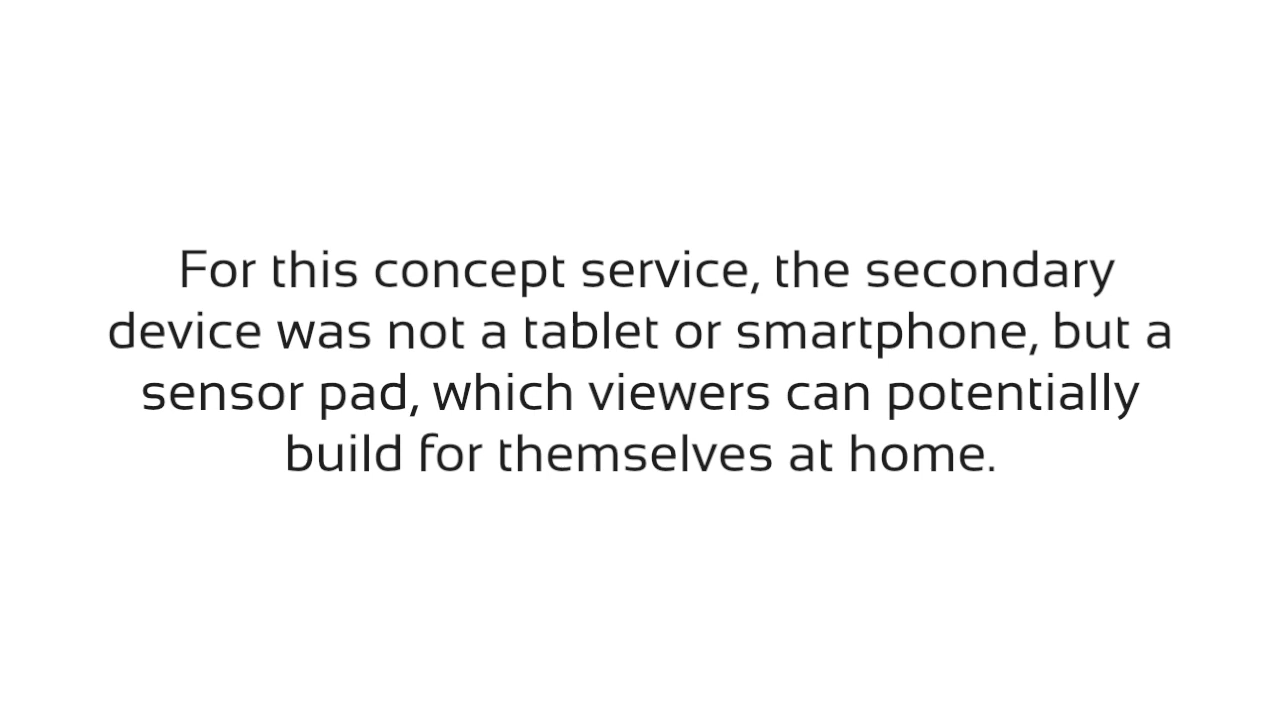 For this concept service, the secondary
device was not a tablet or smartphone, but a
sensor pad, which viewers can potentially
build for themselves at home.